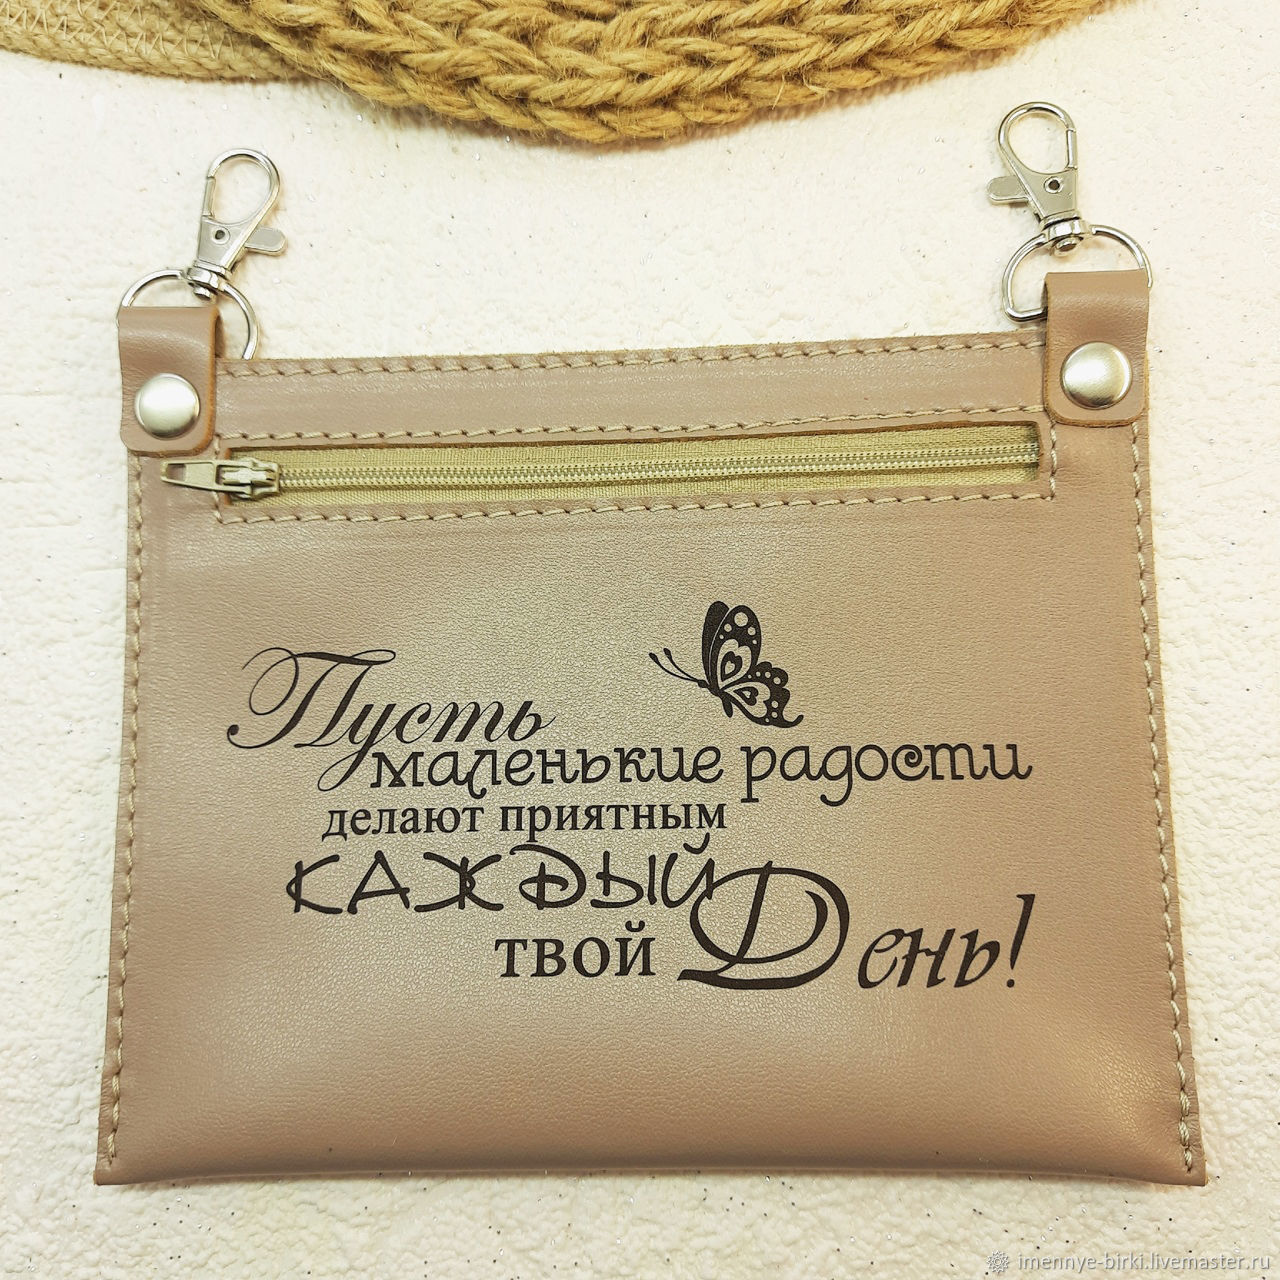 Пусть
маленькие радости
делают приятным
КАЖДЫЙ
твой День!
imennye-birki.livemaster.ru